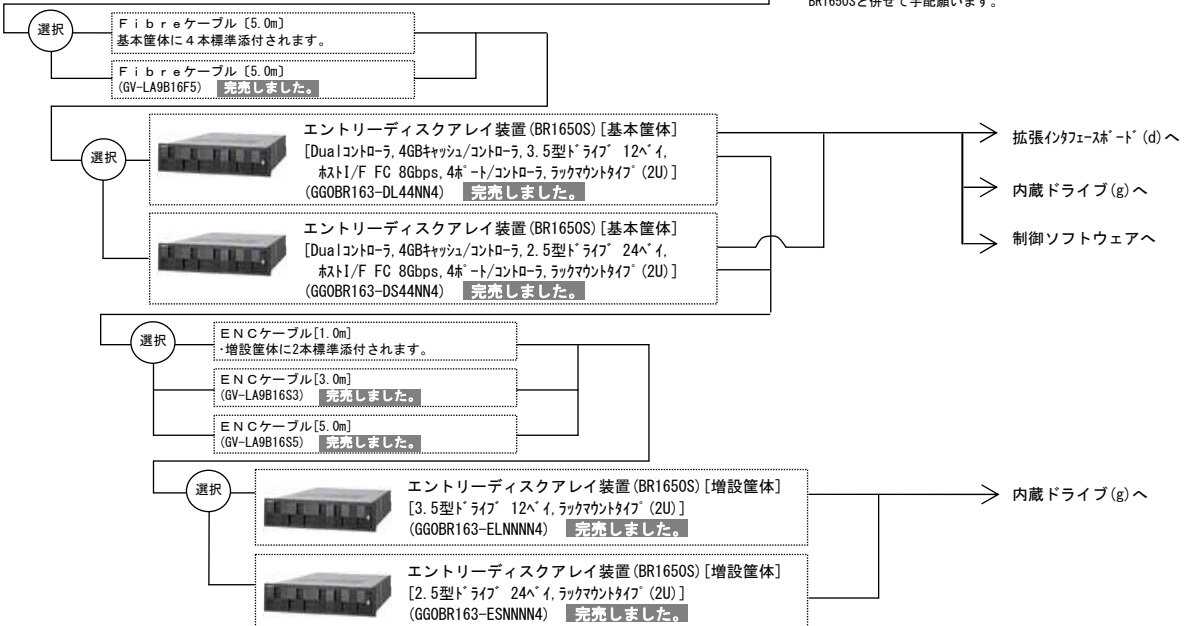 BR1650Sと併せて手配願います。
選択
Ｆｉｂｒｅケーブル〔5.0m〕
基本筐体に４本標準添付されます。
Ｆｉｂｒｅケーブル〔5.0m〕
(GV-LA9B16F5) 完売しました。
選択
エントリーディスクアレイ装置(BR1650S)[基本筐体]
[Dualｺﾝﾄﾛｰﾗ,4GBｷｬｯｼｭ/ｺﾝﾄﾛｰﾗ,3.5型ﾄﾞﾗｲﾌﾞ 12ﾍﾞｲ,
ﾎｽﾄI/F FC 8Gbps,4ﾎﾟｰﾄ/ｺﾝﾄﾛｰﾗ,ﾗｯｸﾏｳﾝﾄﾀｲﾌﾟ(2U)]
(GGOBR163-DL44NN4) 完売しました。
エントリーディスクアレイ装置(BR1650S)[基本筐体]
[Dualｺﾝﾄﾛｰﾗ,4GBｷｬｯｼｭ/ｺﾝﾄﾛｰﾗ,2.5型ﾄﾞﾗｲﾌﾞ 24ﾍﾞｲ,
ﾎｽﾄI/F FC 8Gbps,4ﾎﾟｰﾄ/ｺﾝﾄﾛｰﾗ,ﾗｯｸﾏｳﾝﾄﾀｲﾌﾟ(2U)]
(GGOBR163-DS44NN4) 完売しました。
拡張ｲﾝﾀﾌｪｰｽﾎﾞｰﾄﾞ(d)へ
内蔵ドライブ(g)へ
制御ソフトウェアへ
選択
ＥＮＣケーブル[1.0m]
･増設筐体に2本標準添付されます。
ＥＮＣケーブル[3.0m]
(GV-LA9B16S3) 完売しました。
ＥＮＣケーブル[5.0m]
(GV-LA9B16S5) 完売しました。
選択
エントリーディスクアレイ装置(BR1650S)[増設筐体]
[3.5型ﾄﾞﾗｲﾌﾞ 12ﾍﾞｲ,ﾗｯｸﾏｳﾝﾄﾀｲﾌﾟ(2U)]
(GGOBR163-ELNNNN4) 完売しました。
エントリーディスクアレイ装置(BR1650S)[増設筐体]
[2.5型ﾄﾞﾗｲﾌﾞ 24ﾍﾞｲ,ﾗｯｸﾏｳﾝﾄﾀｲﾌﾟ(2U)]
(GGOBR163-ESNNNN4) 完売しました。
内蔵ドライブ(g)へ